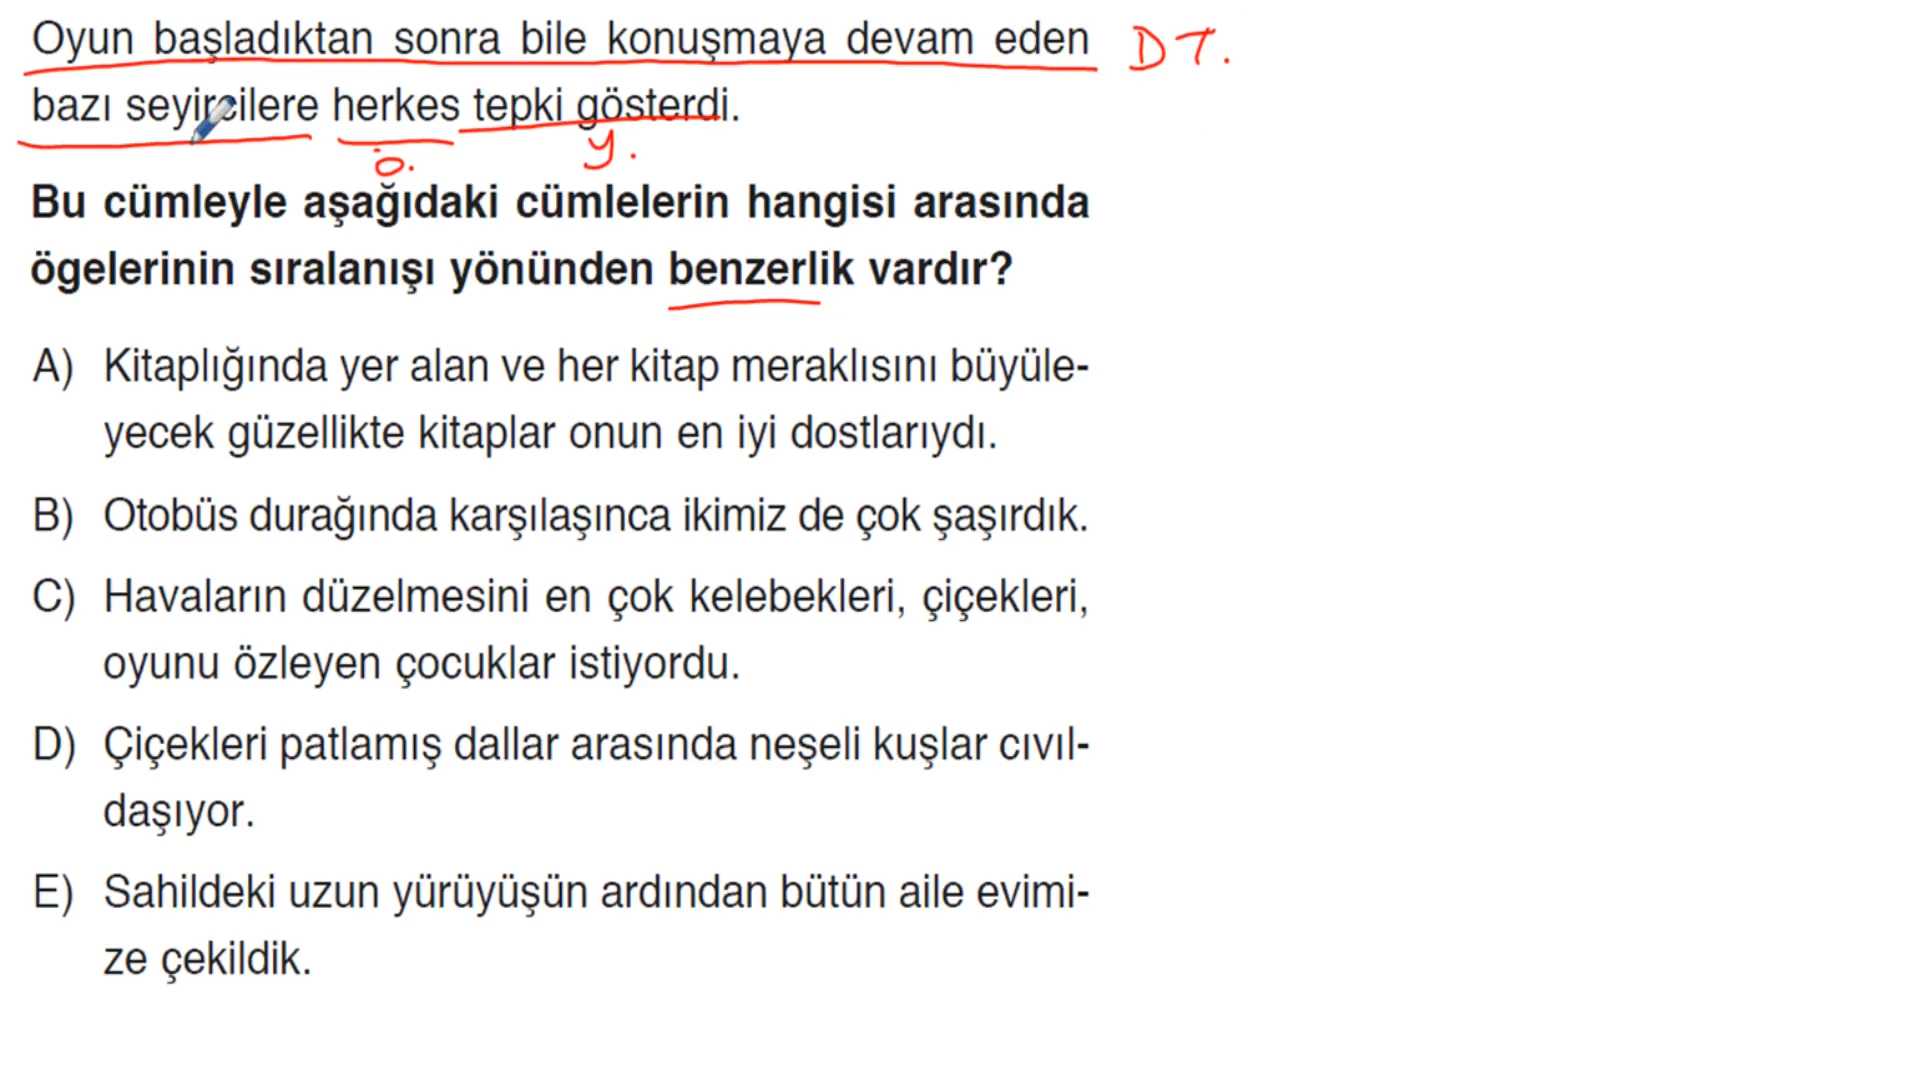 Oyun başladıktan sonra bile konuşmaya devam eden DT.
bazı seyircilere herkes tepki gösterdi.
ö. y.
Bu cümleyle aşağıdaki cümlelerin hangisi arasında
ögelerinin sıralanışı yönünden benzerlik vardır?
A) Kitaplığında yer alan ve her kitap meraklısını büyüle-
yecek güzellikte kitaplar onun en iyi dostlarıydı.
B) Otobüs durağında karşılaşınca ikimiz de çok şaşırdık.
C) Havaların düzelmesini en çok kelebekleri, çiçekleri,
oyunu özleyen çocuklar istiyordu.
D) Çiçekleri patlamış dallar arasında neşeli kuşlar cıvıl-
daşıyor.
E) Sahildeki uzun yürüyüşün ardından bütün aile evimi-
ze çekildik.